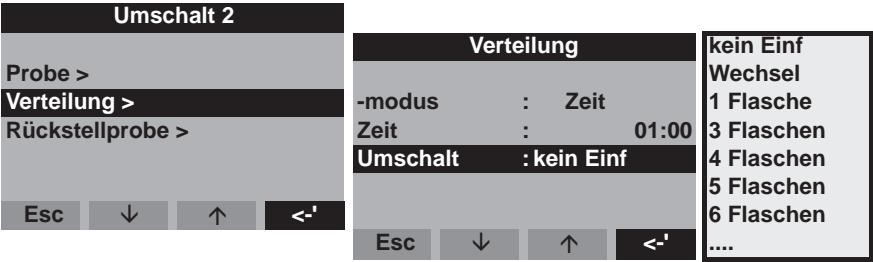 Umschalt 2
Probe >
Verteilung >
Rückstellprobe >
Esc ↓ ↑ <-'
Verteilung
-modus : Zeit
Zeit : 01:00
Umschalt : kein Einf
Esc ↓ ↑ <-'
kein Einf
Wechsel
1 Flasche
3 Flaschen
4 Flaschen
5 Flaschen
6 Flaschen
....